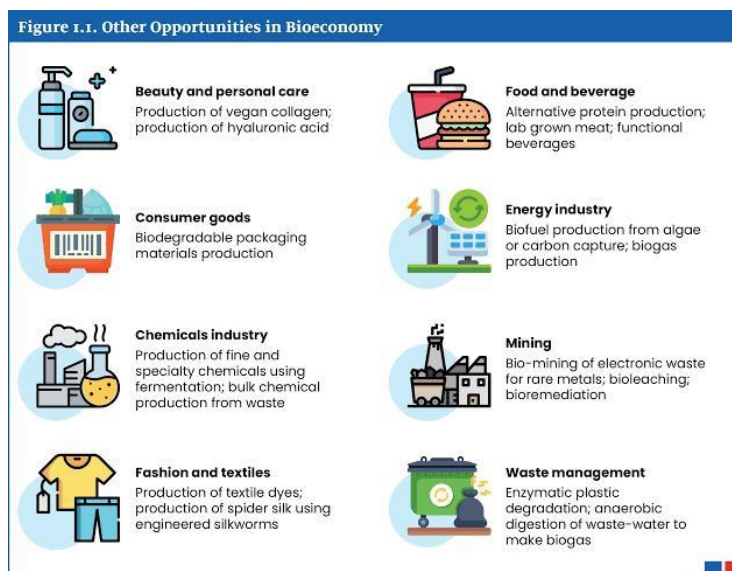 Figure 1.1. Other Opportunities in Bioeconomy
Beauty and personal care
Production of vegan collagen;
production of hyaluronic acid
Food and beverage
Alternative protein production;
lab grown meat; functional
beverages
Consumer goods
Biodegradable packaging
materials production
Energy industry
Biofuel production from algae
or carbon capture; biogas
production
Chemicals industry
Production of fine and
specialty chemicals using
fermentation; bulk chemical
production from waste
Mining
Bio-mining of electronic waste
for rare metals; bioleaching;
bioremediation
Fashion and textiles
Production of textile dyes;
production of spider silk using
engineered silkworms
Waste management
Enzymatic plastic
degradation; anaerobic
digestion of waste-water to
make biogas